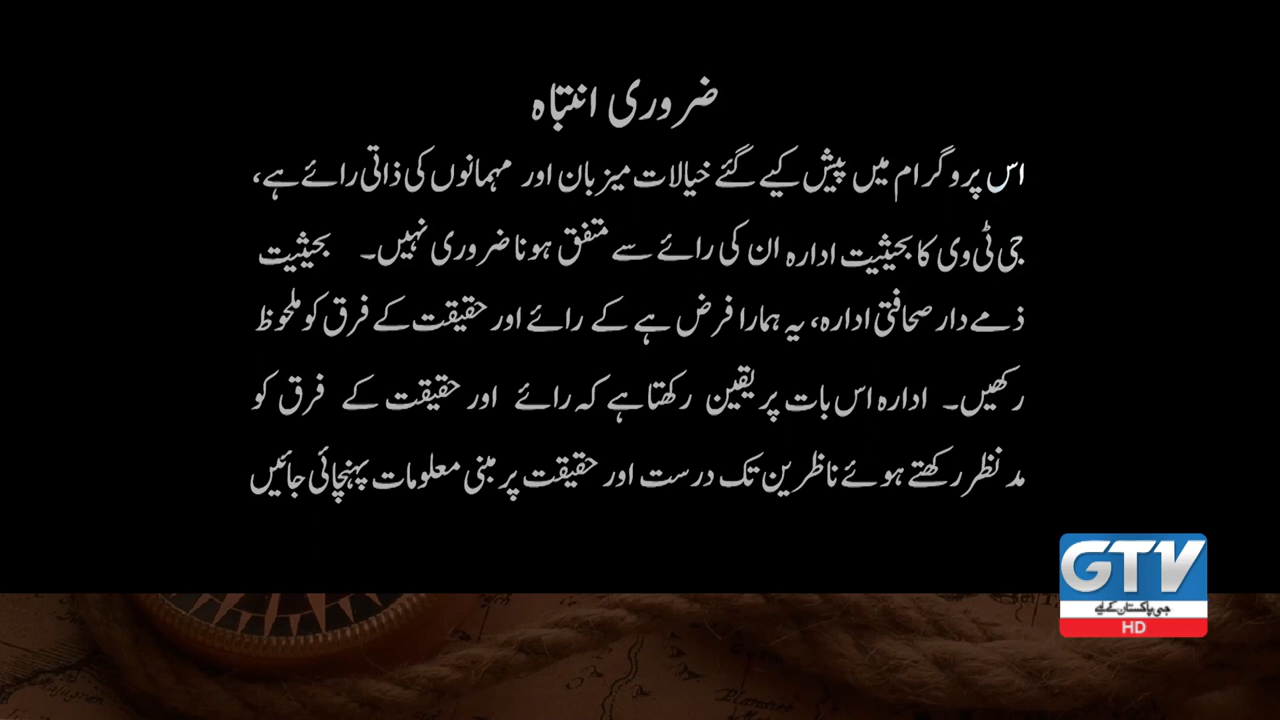 ضروری انتباہ
اس پروگرام میں پیش کیے گئے خیالات میزبان اور مہمانوں کی ذاتی رائے ہے،
جی ٹی وی کا بحیثیت ادارہ ان کی رائے سے متفق ہونا ضروری نہیں۔ بحیثیت
ذمے دار صحافتی ادارہ، یہ ہمارا فرض ہے کے رائے اور حقیقت کے فرق کو ملحوظ
رکھیں۔ ادارہ اس بات پر یقین رکھتا ہے کہ رائے اور حقیقت کے فرق کو
مد نظر رکھتے ہوئے ناظرین تک درست اور حقیقت پر مبنی معلومات پہنچائی جائیں
GTV
جی پاکستان کے لیے
HD